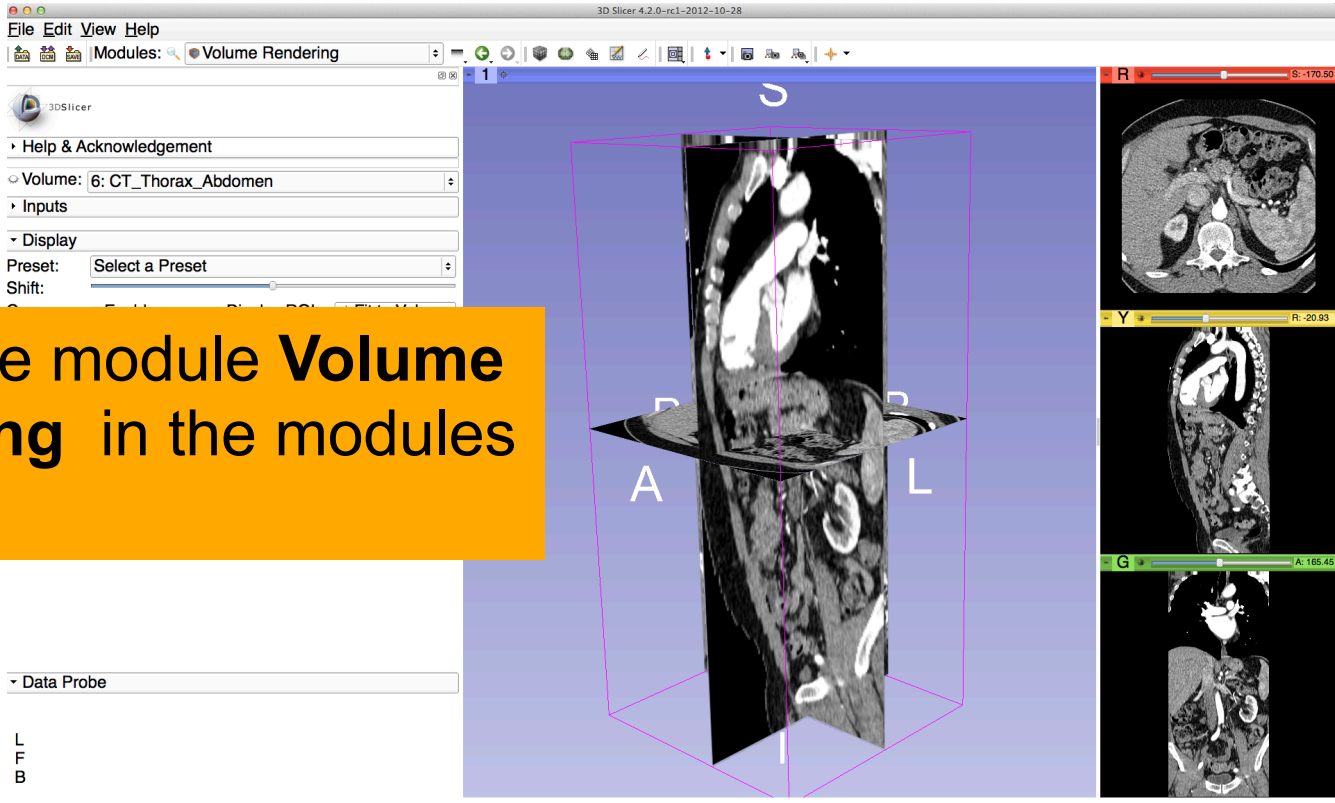 3D Slicer 4.2.0-rc1-2012-10-28
File Edit View Help
DATA DCM SAVE Modules: Volume Rendering
3DSlicer
Help & Acknowledgement
Volume: 6: CT_Thorax_Abdomen
Inputs
Display
Preset: Select a Preset
Shift:
e module Volume
ng in the modules
Data Probe
L
F
B
1
S
A
L
I
R S: -170.50
Y R: -20.93
G A: 165.45